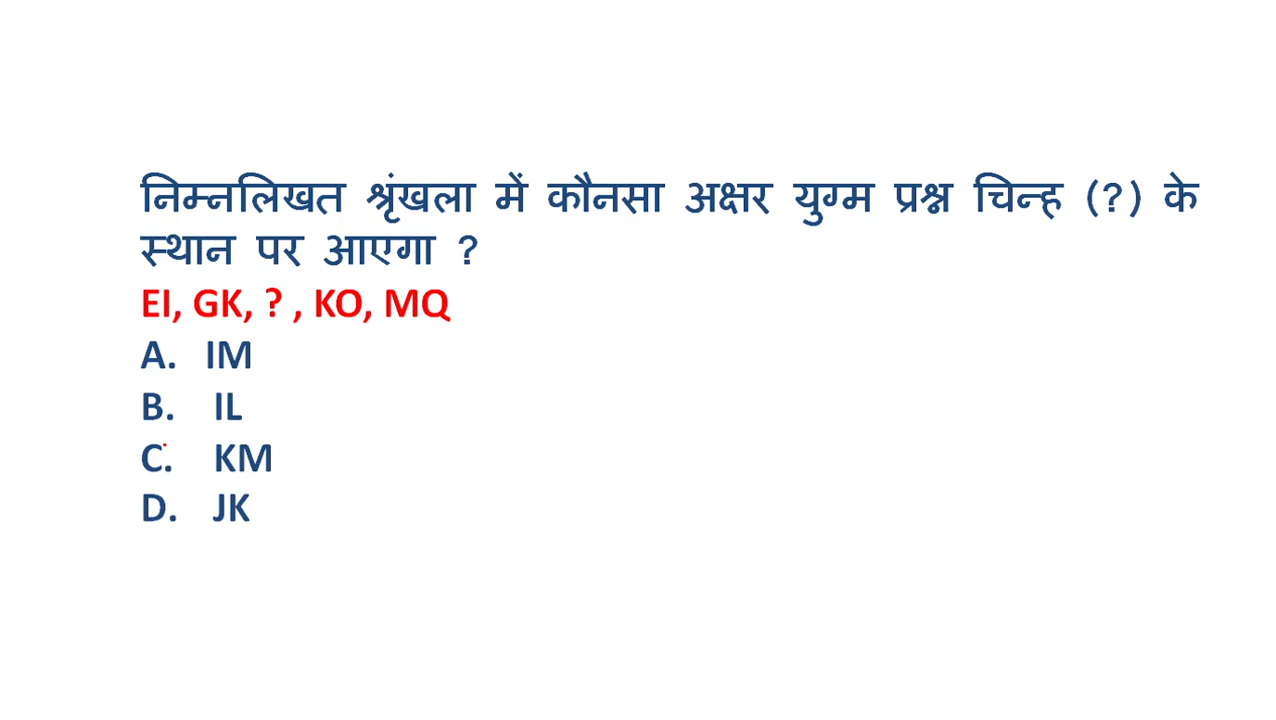 निम्नलिखत श्रृंखला में कौनसा अक्षर युग्म प्रश्न चिन्ह (?) के
स्थान पर आएगा ?
EI, GK, ? , KO, MQ
A. IM
B. IL
C. KM
D. JK